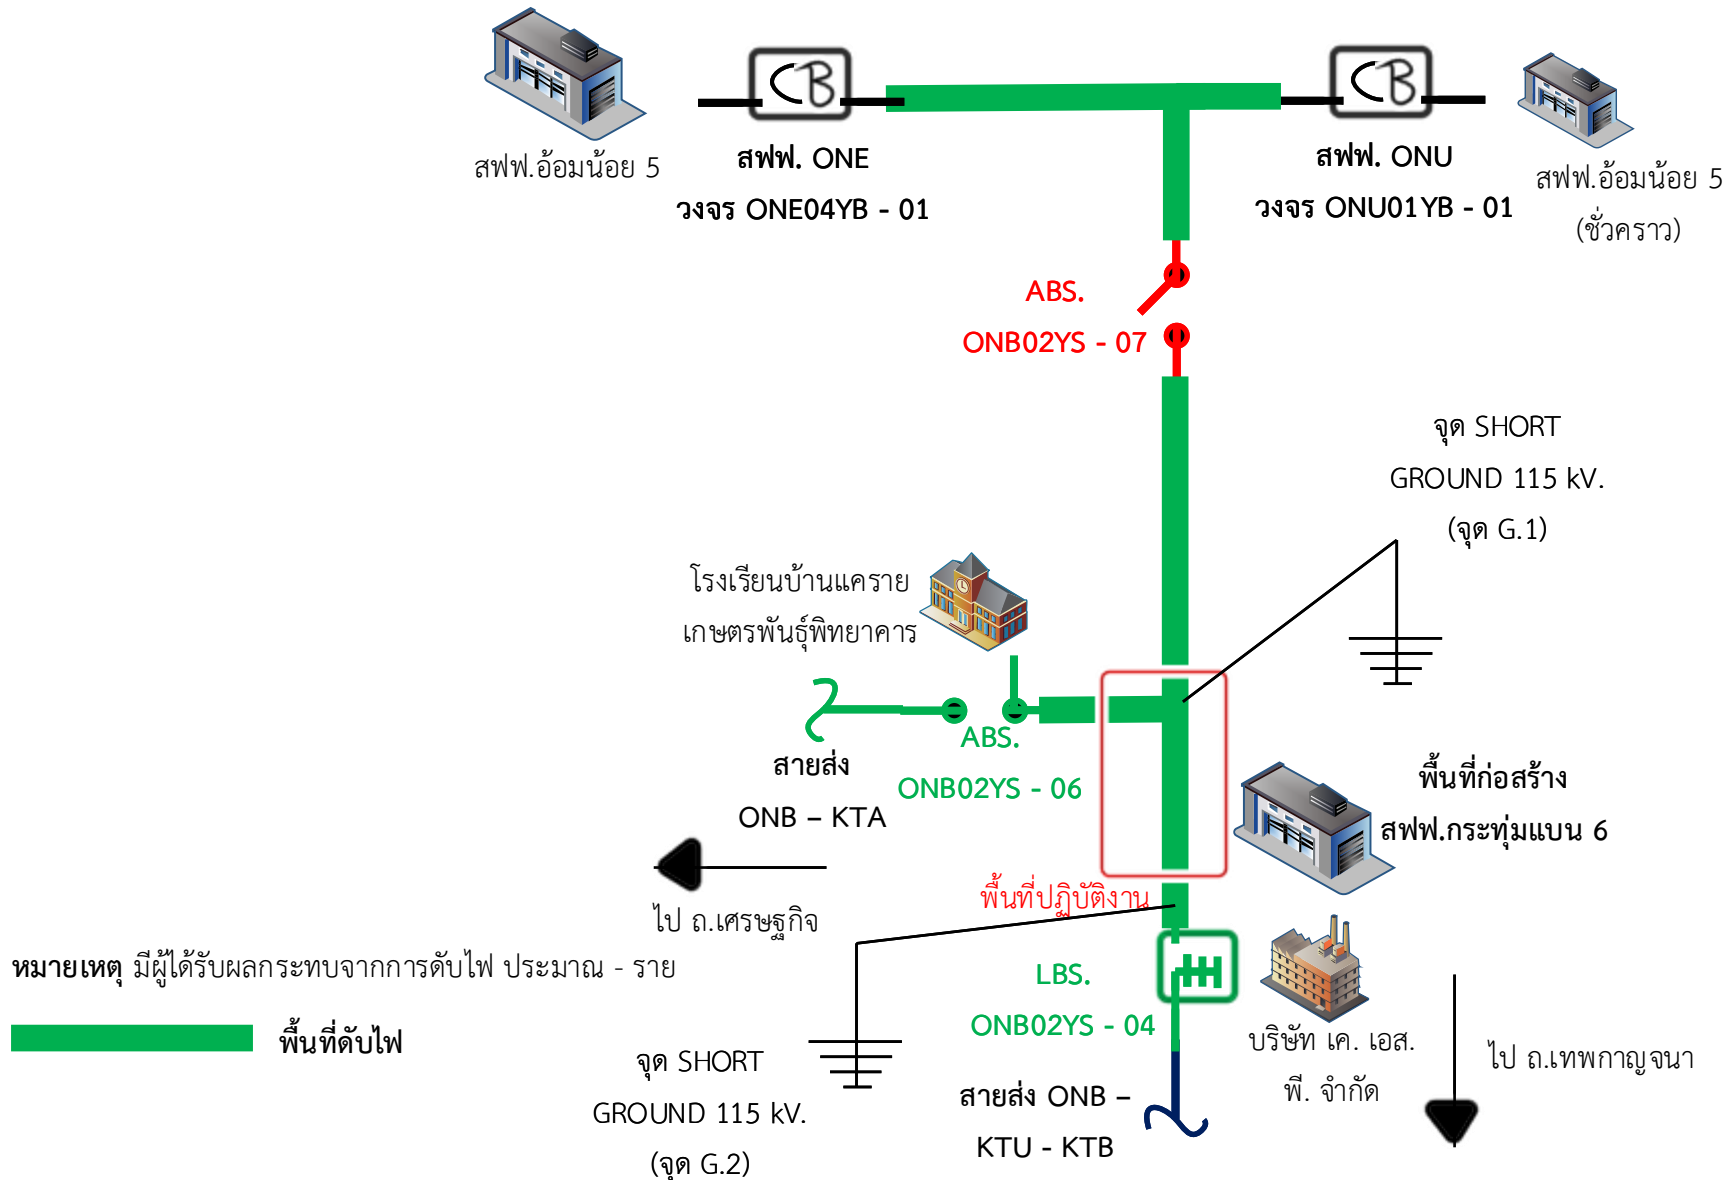 CB
CB
สฟฟ.อ้อมน้อย 5
สฟฟ. ONE
วงจร ONE04YB - 01
สฟฟ. ONU
วงจร ONU01YB - 01
สฟฟ.อ้อมน้อย 5
(ชั่วคราว)
ABS.
ONB02YS - 07
จุด SHORT
GROUND 115 kV.
(จุด G.1)
โรงเรียนบ้านแคราย
เกษตรพันธุ์พิทยาคาร
ABS.
ONB02YS - 06
สายส่ง
ONB – KTA
พื้นที่ก่อสร้าง
สฟฟ.กระทุ่มแบน 6
พื้นที่ปฏิบัติงาน
ไป ถ.เศรษฐกิจ
หมายเหตุ มีผู้ได้รับผลกระทบจากการดับไฟ ประมาณ - ราย
พื้นที่ดับไฟ
LBS.
ONB02YS - 04
บริษัท เค. เอส.
พี. จำกัด
ไป ถ.เทพกาญจนา
จุด SHORT
GROUND 115 kV.
(จุด G.2)
สายส่ง ONB –
KTU - KTB